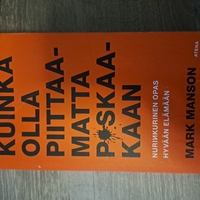 KUINKA
OLLA
PIITTAA-
MATTA
P*SKAA-
KAAN
NURINKURINEN OPAS
HYVÄÄN ELÄMÄÄN
MARK MANSON
ATENA